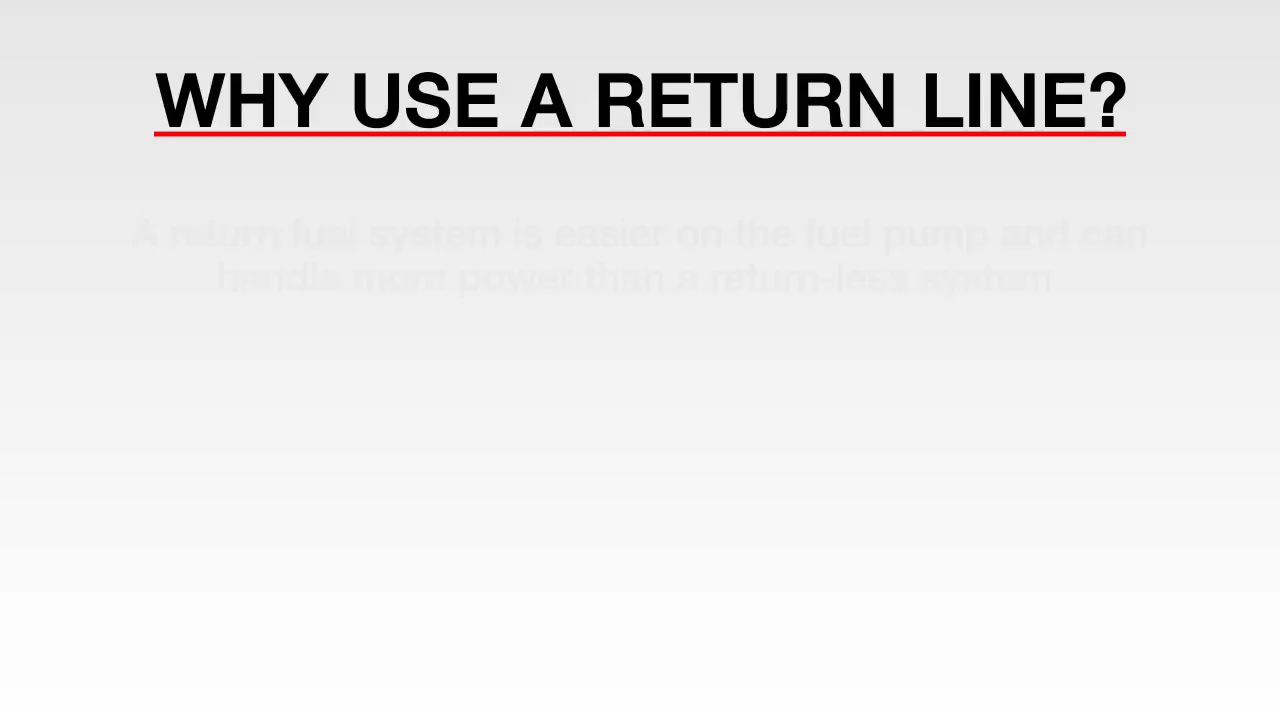 WHY USE A RETURN LINE?
A return fuel system is easier on the fuel pump and can
handle more power than a return-less system